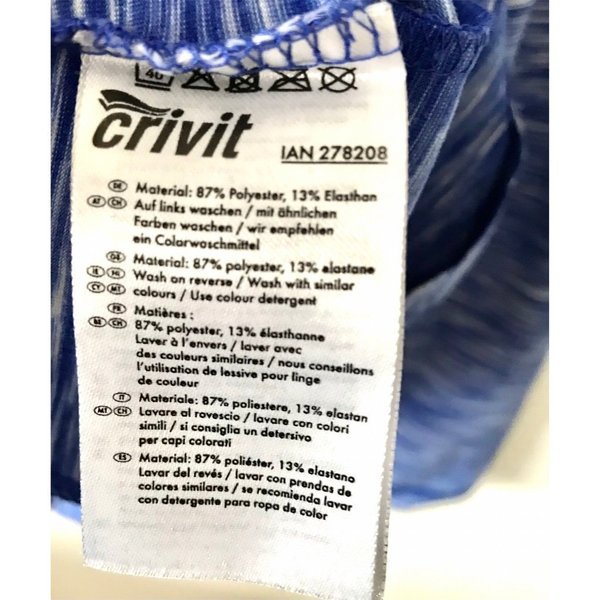 40
crivit
IAN 278208
DE Material: 87% Polyester, 13% Elasthan
AT CH Auf links waschen / mit ähnlichen
Farben waschen / wir empfehlen
ein Colorwaschmittel
GB Material: 87% polyester, 13% elastane
IE NI Wash on reverse / Wash with similar
CY MT colours / Use colour detergent
FR Matières :
BE CH 87% polyester, 13% élasthanne
Laver à l'envers / laver avec
des couleurs similaires / nous conseillons
l'utilisation de lessive pour linge
de couleur
IT Materiale: 87% poliestere, 13% elastan
MT CH Lavare al rovescio / lavare con colori
simili / si consiglia un detersivo
per capi colorati
ES Material: 87% poliéster, 13% elastano
Lavar del revés / lavar con prendas de
colores similares / se recomienda lavar
con detergente para ropa de color